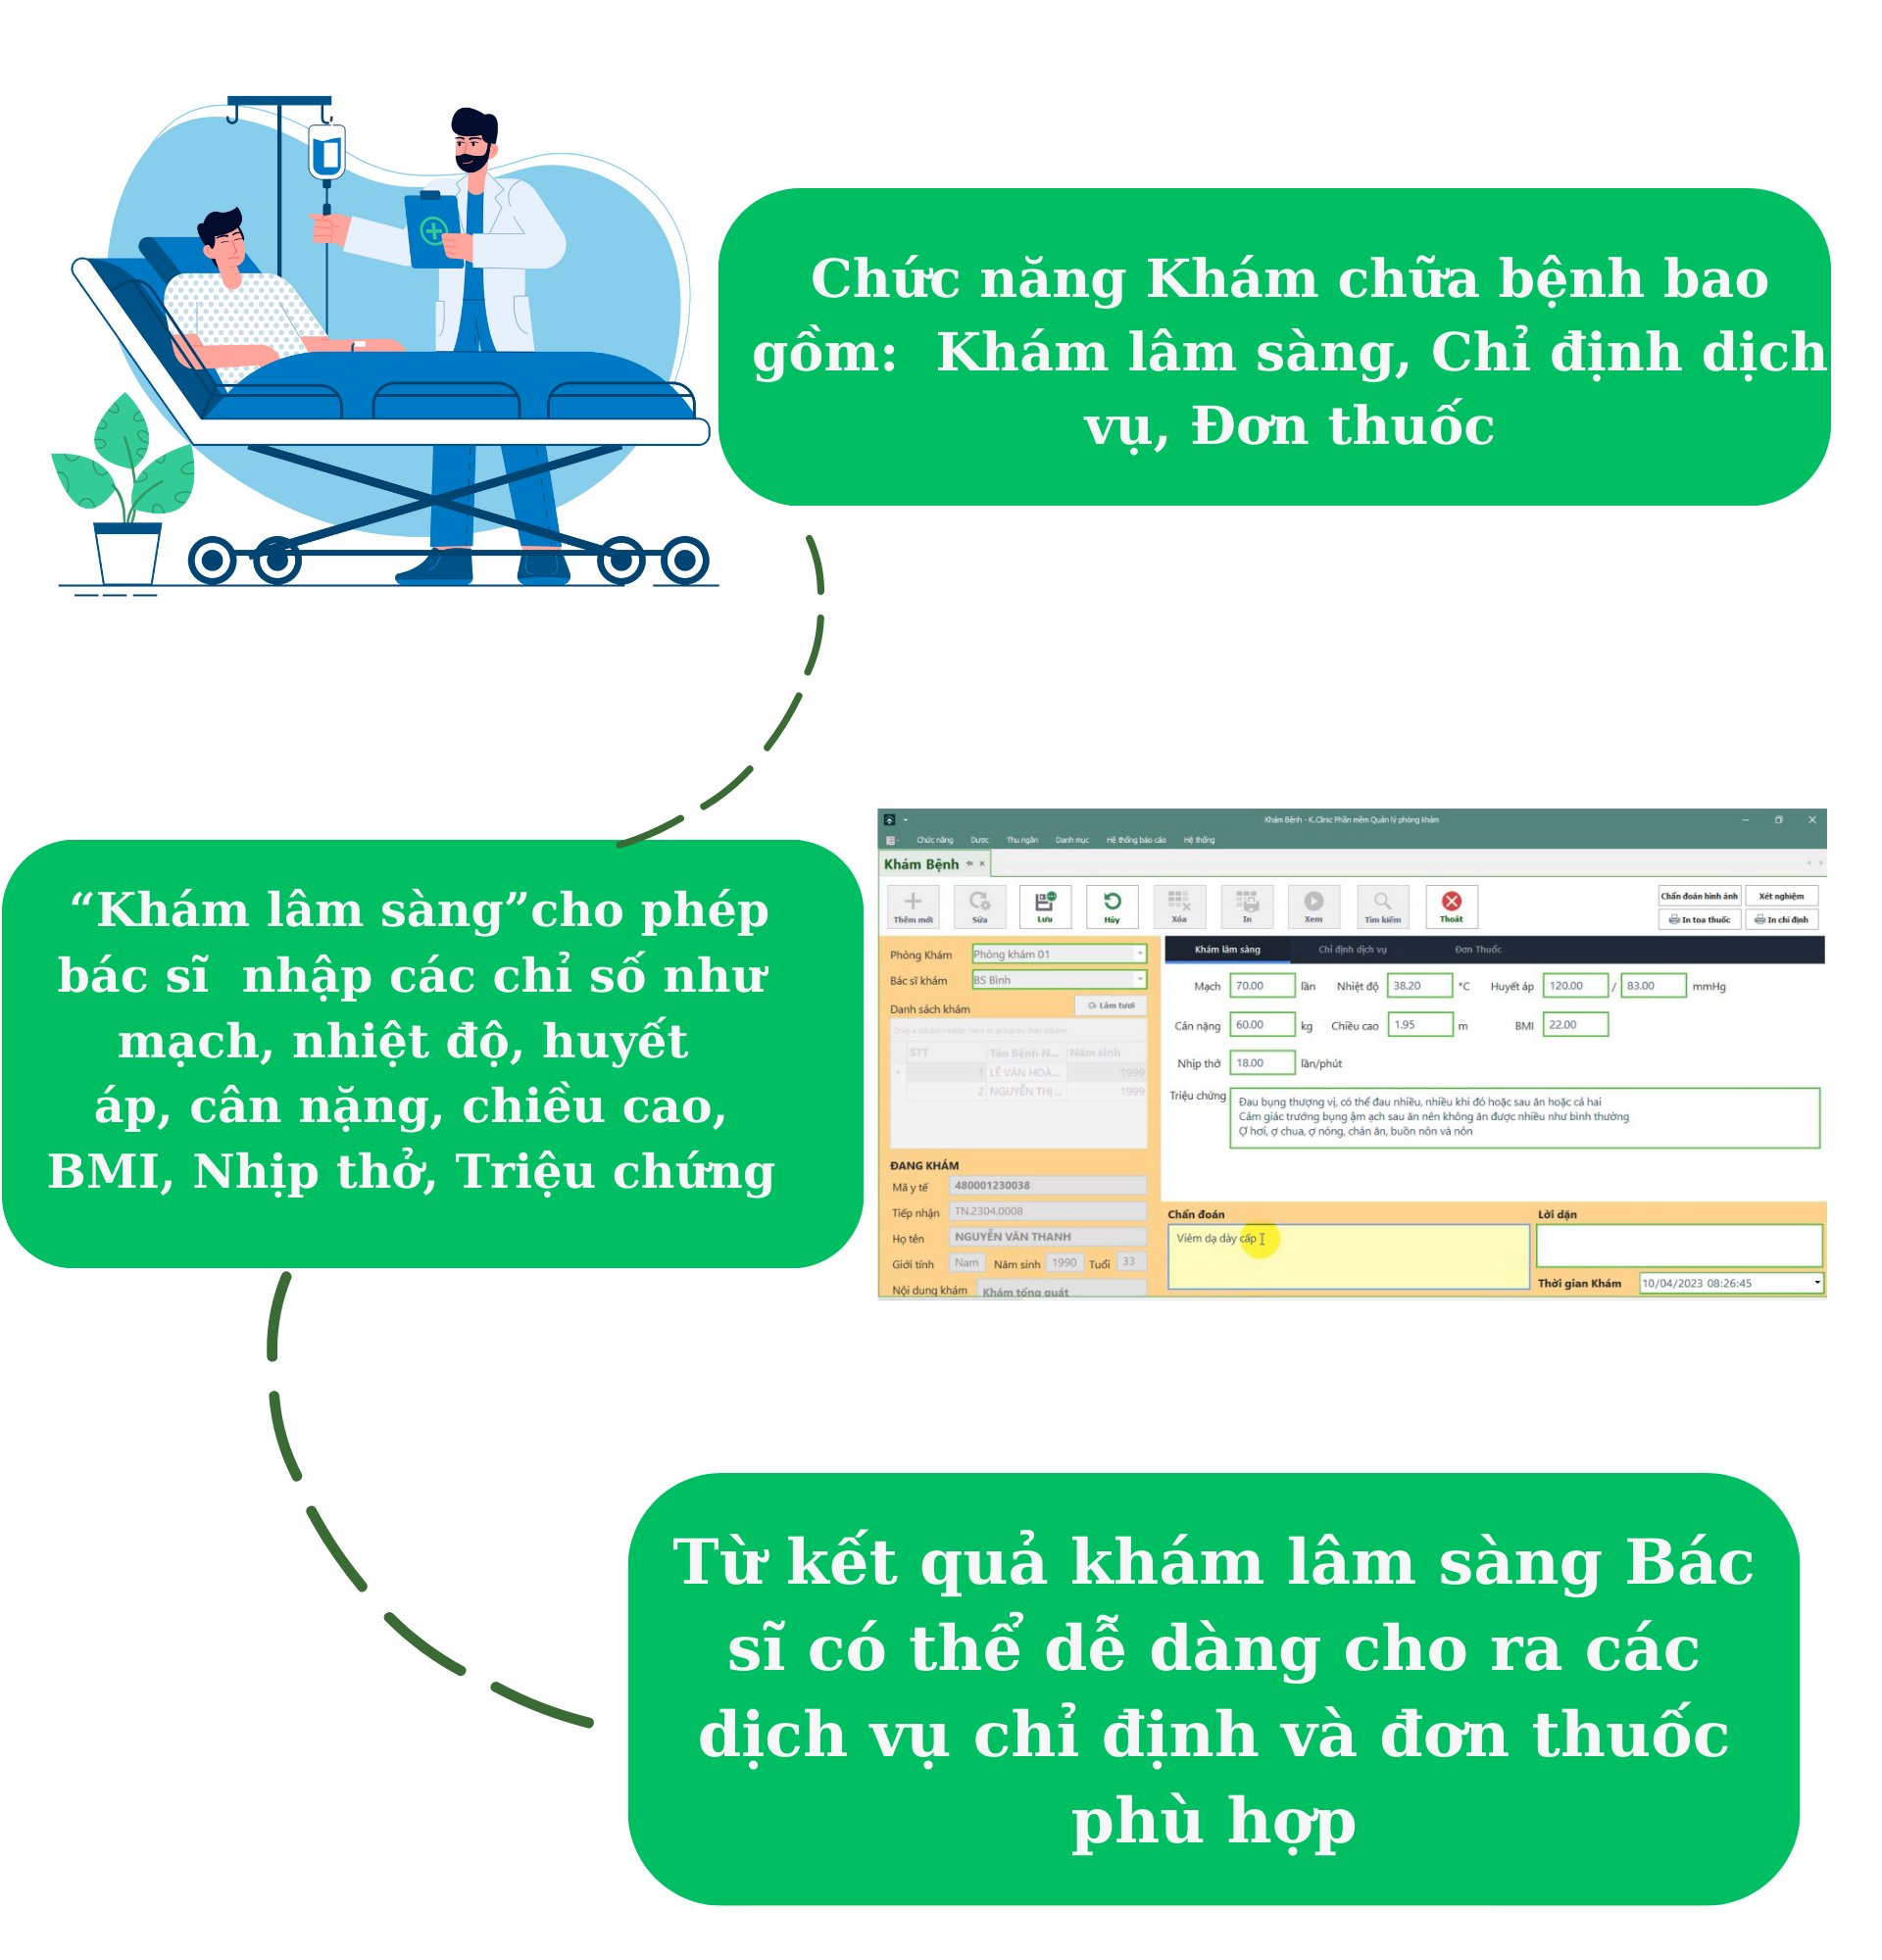 Chức năng Khám chữa bệnh bao
gồm: Khám lâm sàng, Chỉ định dịch
vụ, Đơn thuốc
Khám Bệnh - K.Clinic Phần mềm Quản lý phòng khám
Chức năng Dược Thu ngân Danh mục Hệ thống báo cáo Hệ thống
Khám Bệnh
Thêm mới Sửa Lưu Hủy Xóa In Xem Tìm kiếm Thoát
Chẩn đoán hình ảnh Xét nghiệm
In toa thuốc In chỉ định
Phòng Khám Phòng khám 01
Bác sĩ khám BS Bình
Danh sách khám Làm tươi
Drag a column header here to group by that column
STT Tên Bệnh N... Năm sinh
1 LÊ VĂN HOÀ... 1999
2 NGUYỄN THỊ ... 1999
ĐANG KHÁM
Mã y tế 480001230038
Tiếp nhận TN.2304.0008
Họ tên NGUYỄN VĂN THANH
Giới tính Nam Năm sinh 1990 Tuổi 33
Nội dung khám Khám tổng quát
Khám lâm sàng Chỉ định dịch vụ Đơn Thuốc
Mạch 70.00 lần Nhiệt độ 38.20 °C Huyết áp 120.00 / 83.00 mmHg
Cân nặng 60.00 kg Chiều cao 1.95 m BMI 22.00
Nhịp thở 18.00 lần/phút
Triệu chứng Đau bụng thượng vị, có thể đau nhiều, nhiều khi đó hoặc sau ăn hoặc cả hai
Cảm giác trướng bụng ậm ạch sau ăn nên không ăn được nhiều như bình thường
Ợ hơi, ợ chua, ợ nóng, chán ăn, buồn nôn và nôn
Chẩn đoán
Viêm dạ dày cấp
Lời dặn
Thời gian Khám 10/04/2023 08:26:45
“Khám lâm sàng”cho phép
bác sĩ nhập các chỉ số như
mạch, nhiệt độ, huyết
áp, cân nặng, chiều cao,
BMI, Nhịp thở, Triệu chứng
Từ kết quả khám lâm sàng Bác
sĩ có thể dễ dàng cho ra các
dịch vụ chỉ định và đơn thuốc
phù hợp